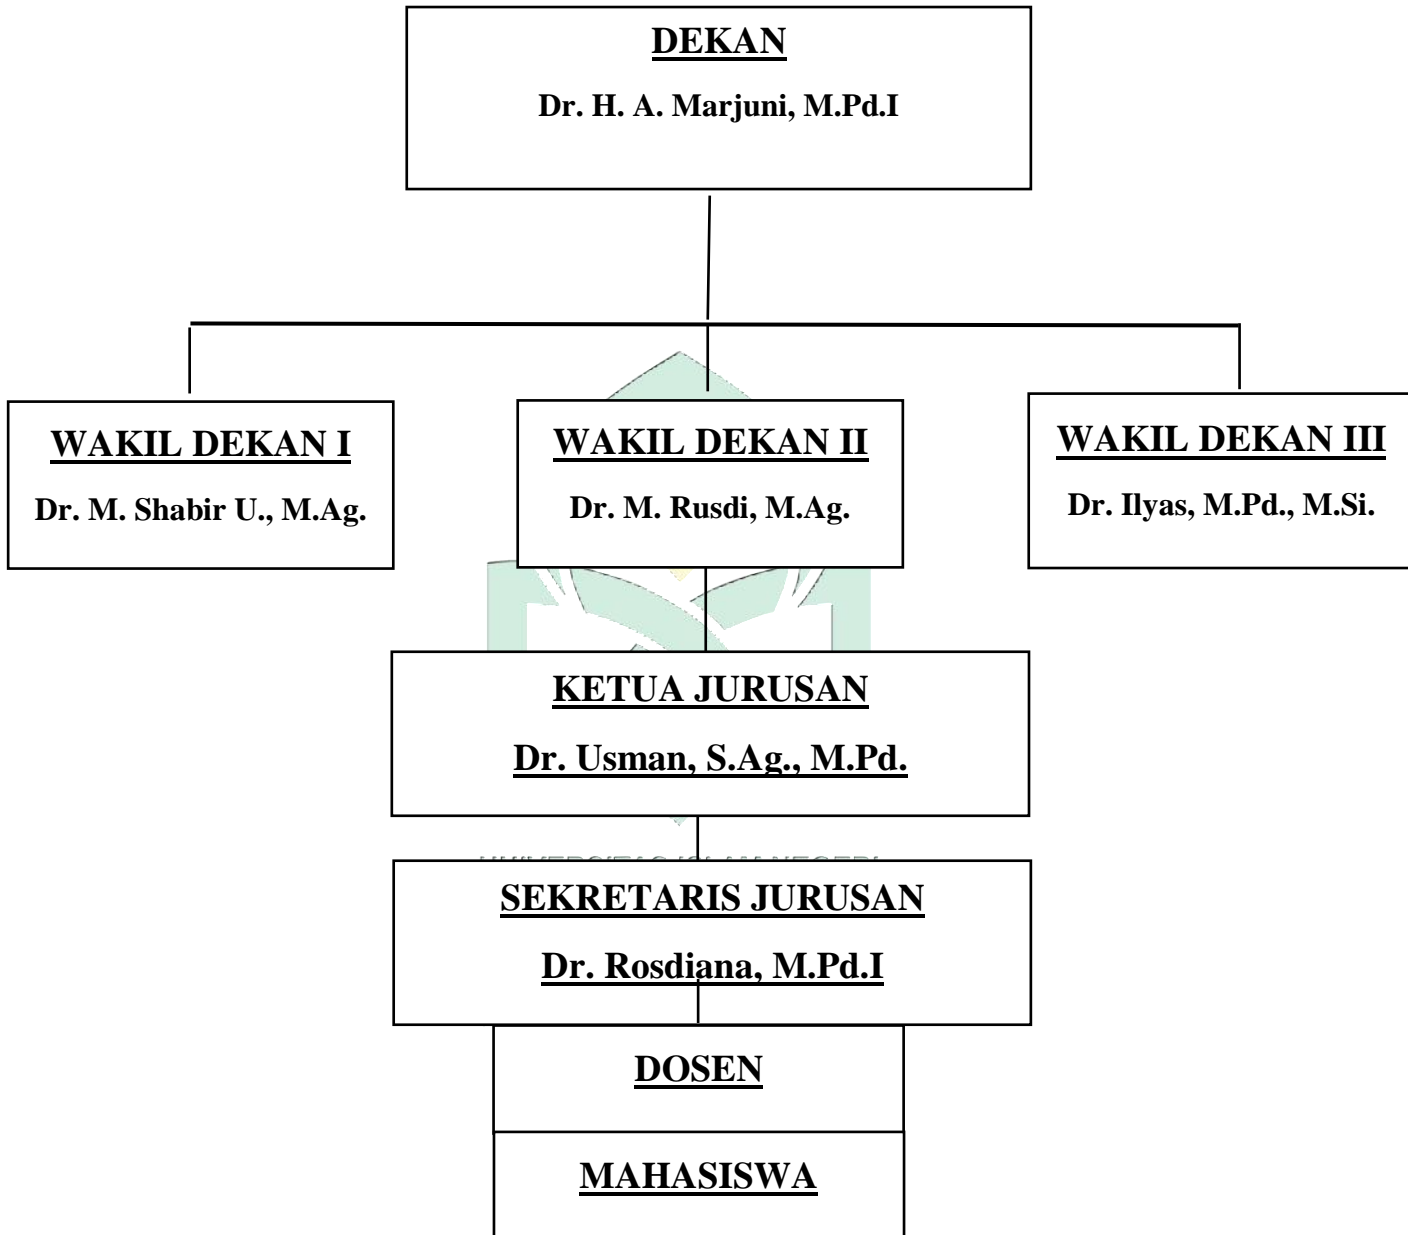 DEKAN
Dr. H. A. Marjuni, M.Pd.I
WAKIL DEKAN I
Dr. M. Shabir U., M.Ag.
WAKIL DEKAN II
Dr. M. Rusdi, M.Ag.
WAKIL DEKAN III
Dr. Ilyas, M.Pd., M.Si.
KETUA JURUSAN
Dr. Usman, S.Ag., M.Pd.
SEKRETARIS JURUSAN
Dr. Rosdiana, M.Pd.I
DOSEN
MAHASISWA